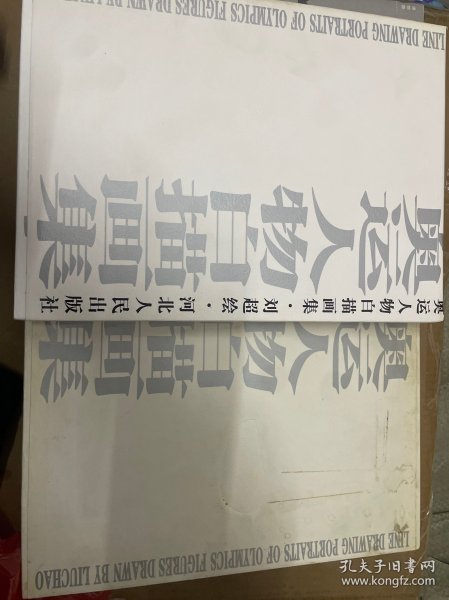 LINE DRAWING PORTRAITS OF OLYMPICS FIGURES DRAWN BY
奥运人物白描画集
奥运人物白描画集·刘超绘·河北人民出版社
奥运人物白描画集
LINE DRAWING PORTRAITS OF OLYMPICS FIGURES DRAWN BY LIUCHAO
孔夫子旧书网
www.kongfz.com